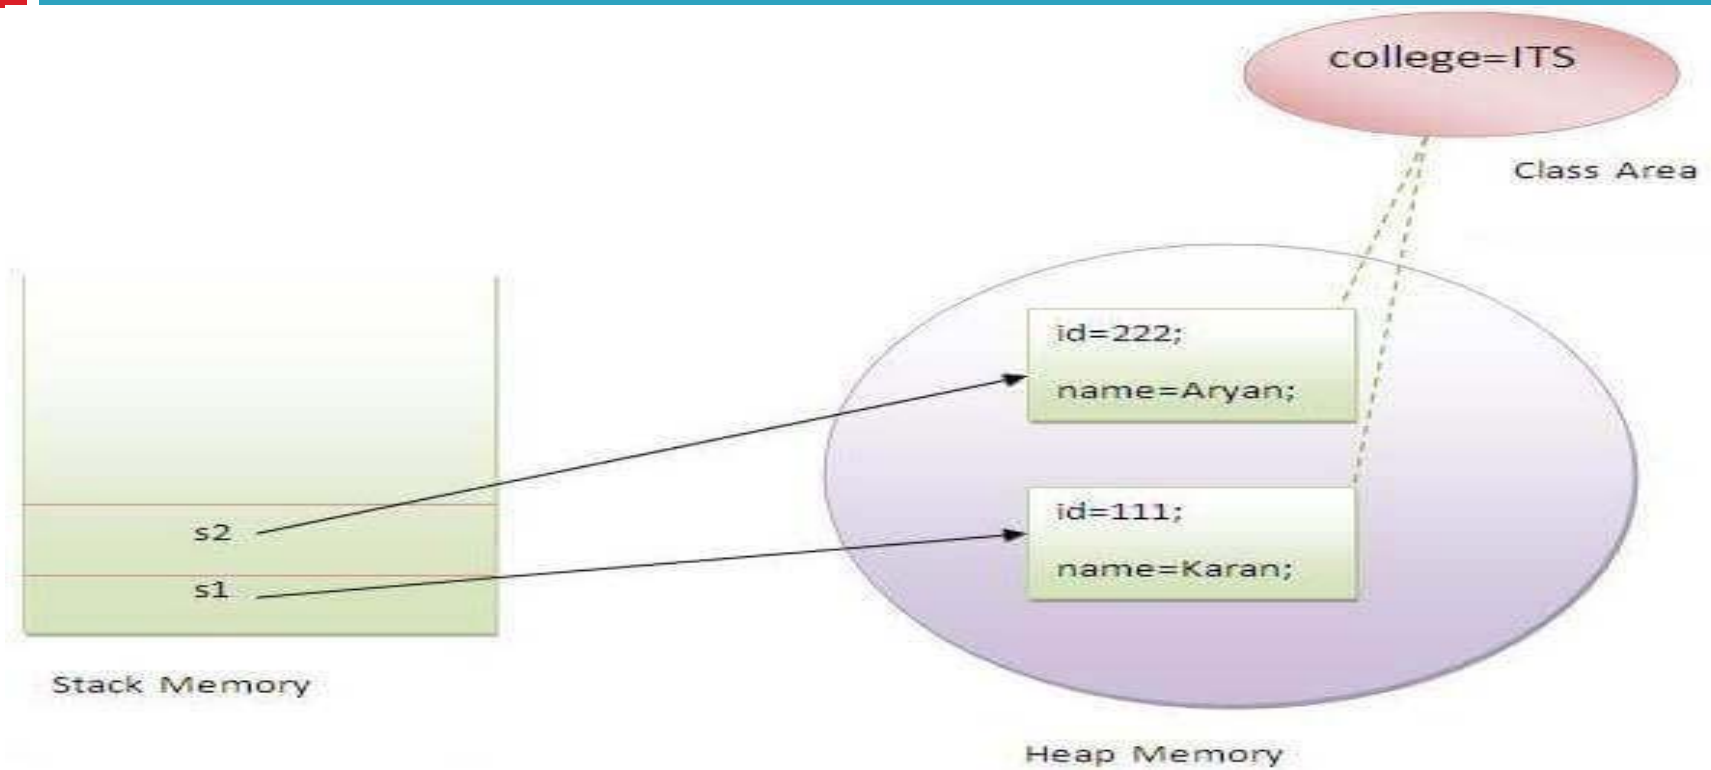 college=ITS
Class Area
id=222;
name=Aryan;
s2
id=111;
name=Karan;
s1
Stack Memory
Heap Memory